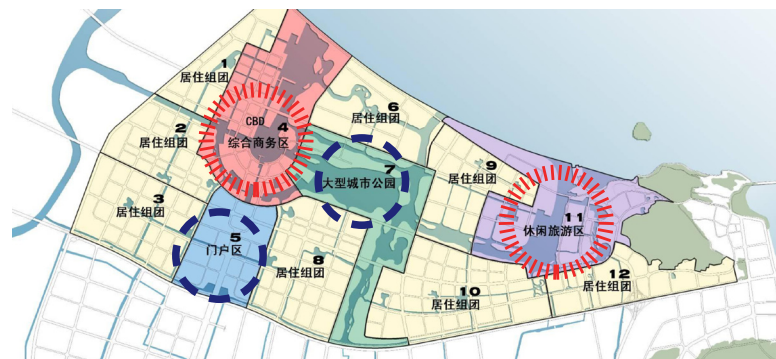 1
居住组团
2
居住组团
3
居住组团
CBD
4
综合商务区
5
门户区
6
居住组团
7
大型城市公园
8
居住组团
9
居住组团
10
居住组团
11
休闲旅游区
12
居住组团